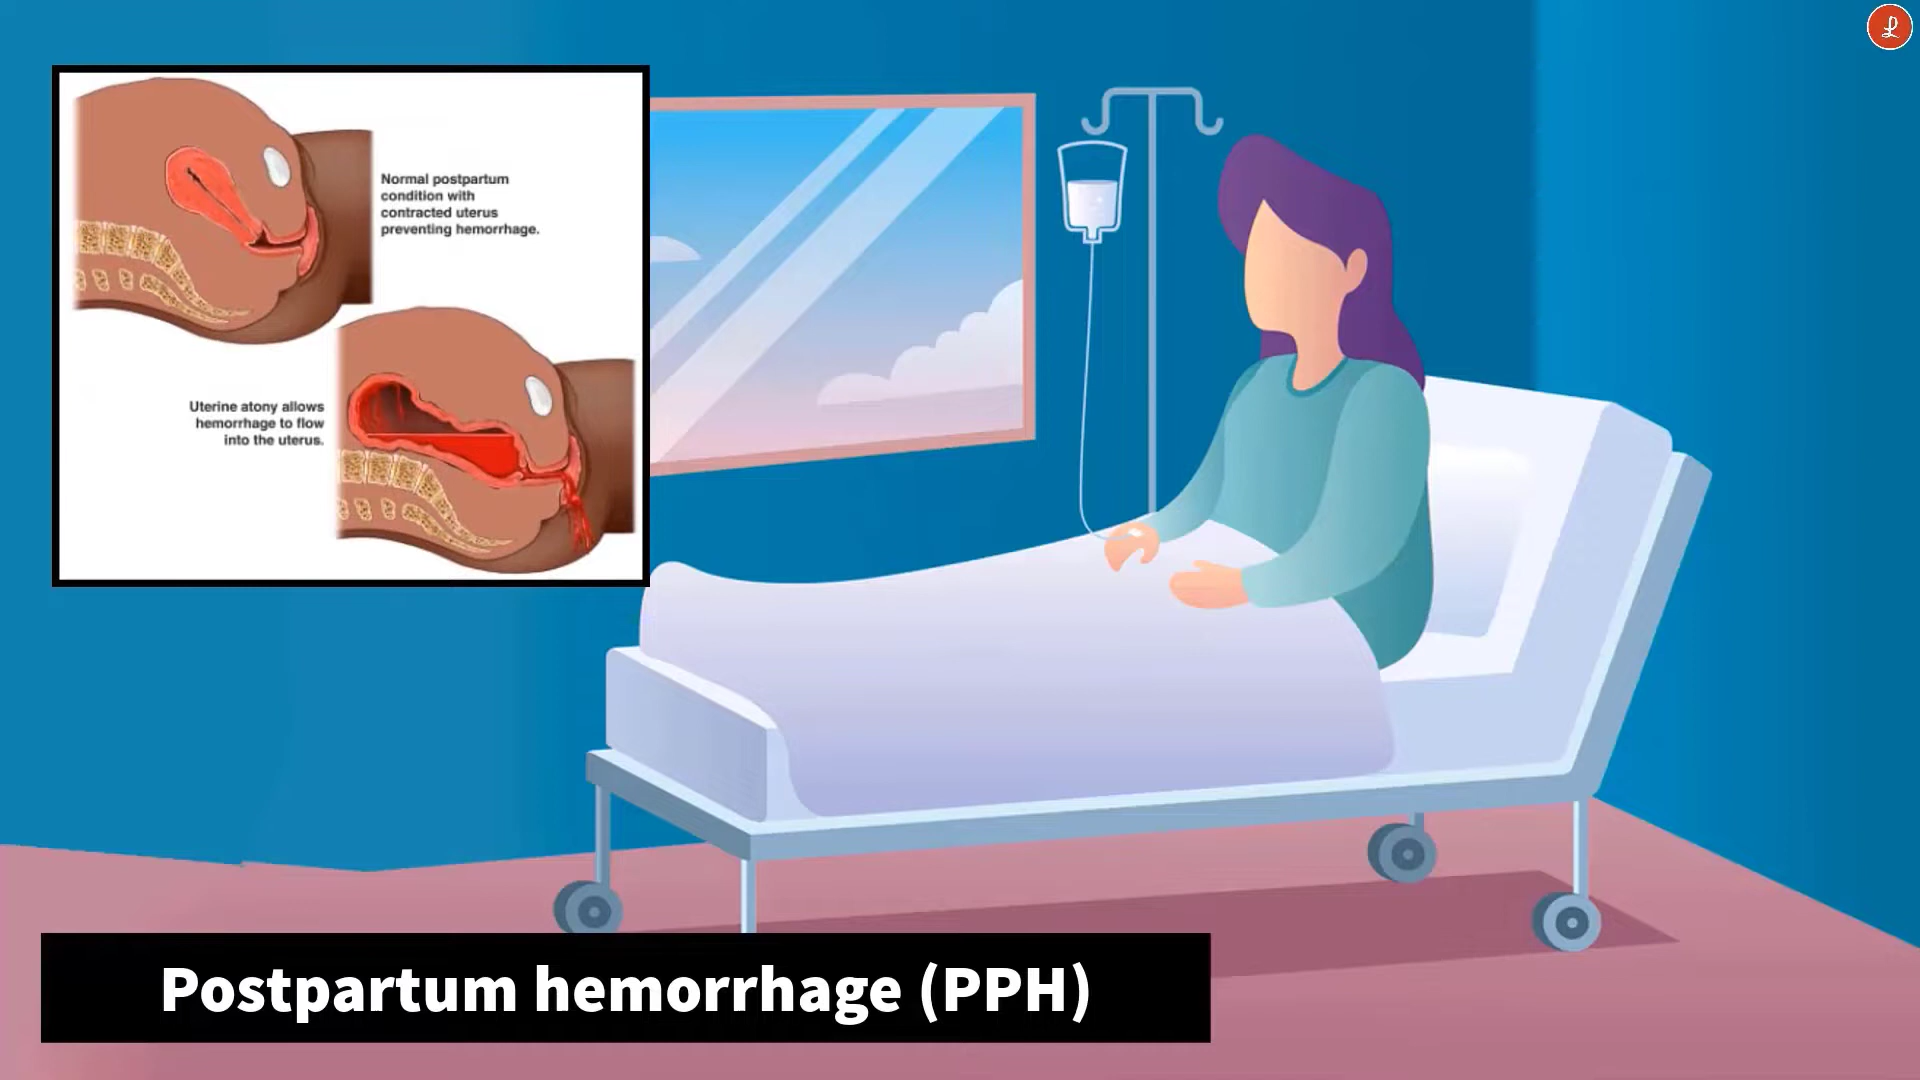 Normal postpartum
condition with
contracted uterus
preventing hemorrhage.
Uterine atony allows
hemorrhage to flow
into the uterus.
Postpartum hemorrhage (PPH)